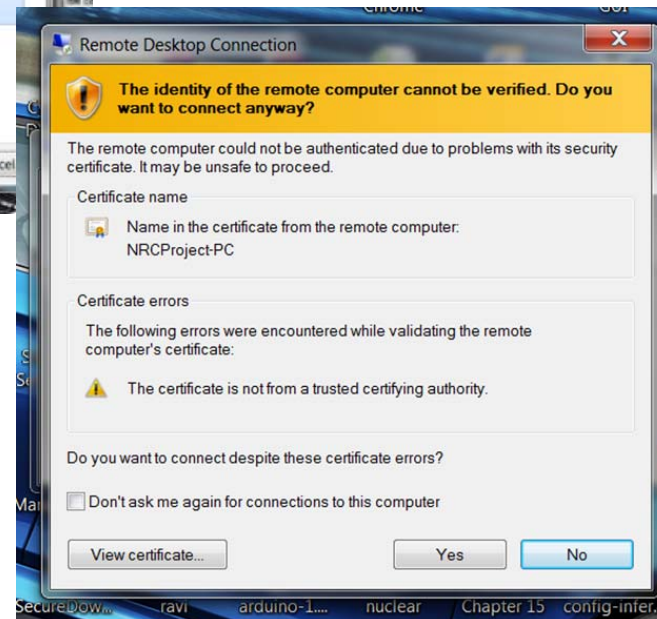 Chrome
GOI
Remote Desktop Connection
The identity of the remote computer cannot be verified. Do you
want to connect anyway?
The remote computer could not be authenticated due to problems with its security
certificate. It may be unsafe to proceed.
Certificate name
Name in the certificate from the remote computer:
NRCProject-PC
Certificate errors
The following errors were encountered while validating the remote
computer's certificate:
The certificate is not from a trusted certifying authority.
Do you want to connect despite these certificate errors?
Don't ask me again for connections to this computer
View certificate...
Yes
No
SecureDow... ravi arduino-1.... nuclear Chapter 15 config-infer.